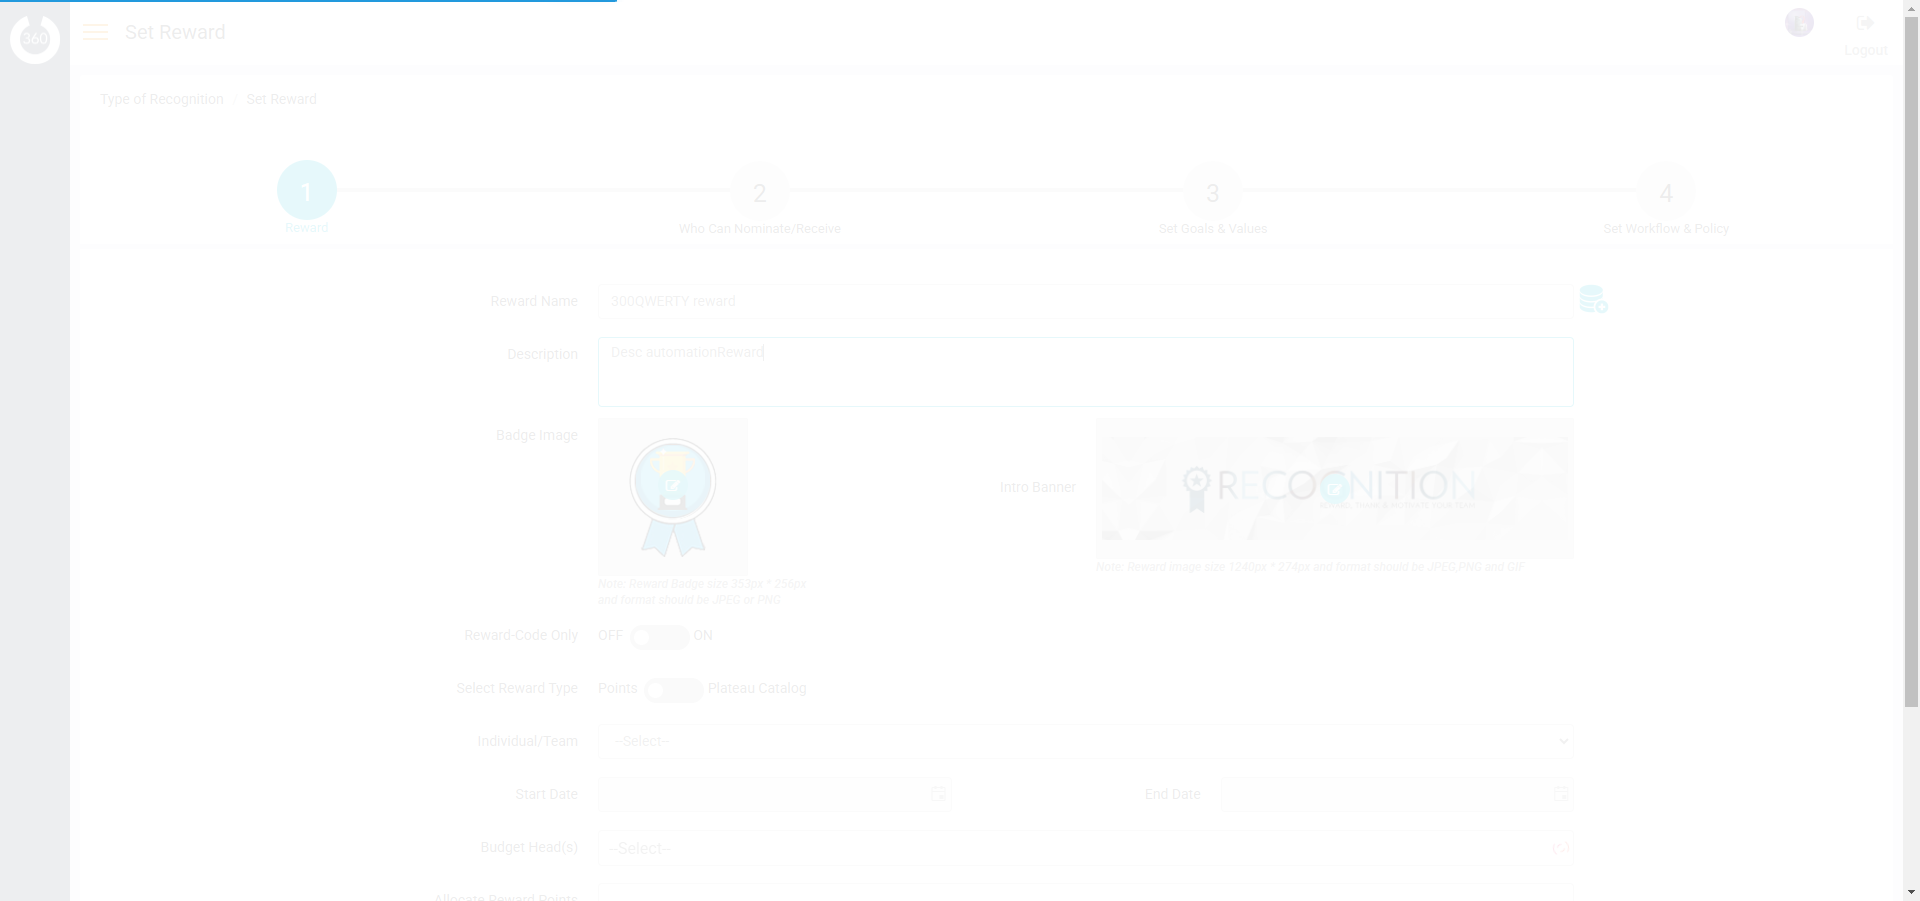 360
Set Reward
Logout
Type of Recognition / Set Reward
1
2
3
4
Reward
Who Can Nominate/Receive
Set Goals & Values
Set Workflow & Policy
Reward Name
300QWERTY reward
Description
Desc automationReward
Badge Image
Intro Banner
RECOGNITION
Note: Reward Badge size 353px * 256px
and format should be JPEG or PNG
Note: Reward Image size 1240px * 274px and format should be JPEG,PNG and GIF
Reward-Code Only
OFF
ON
Select Reward Type
Points
Plateau Catalog
Individual/Team
--Select--
Start Date
End Date
Budget Head(s)
--Select--
Allocate Reward Points